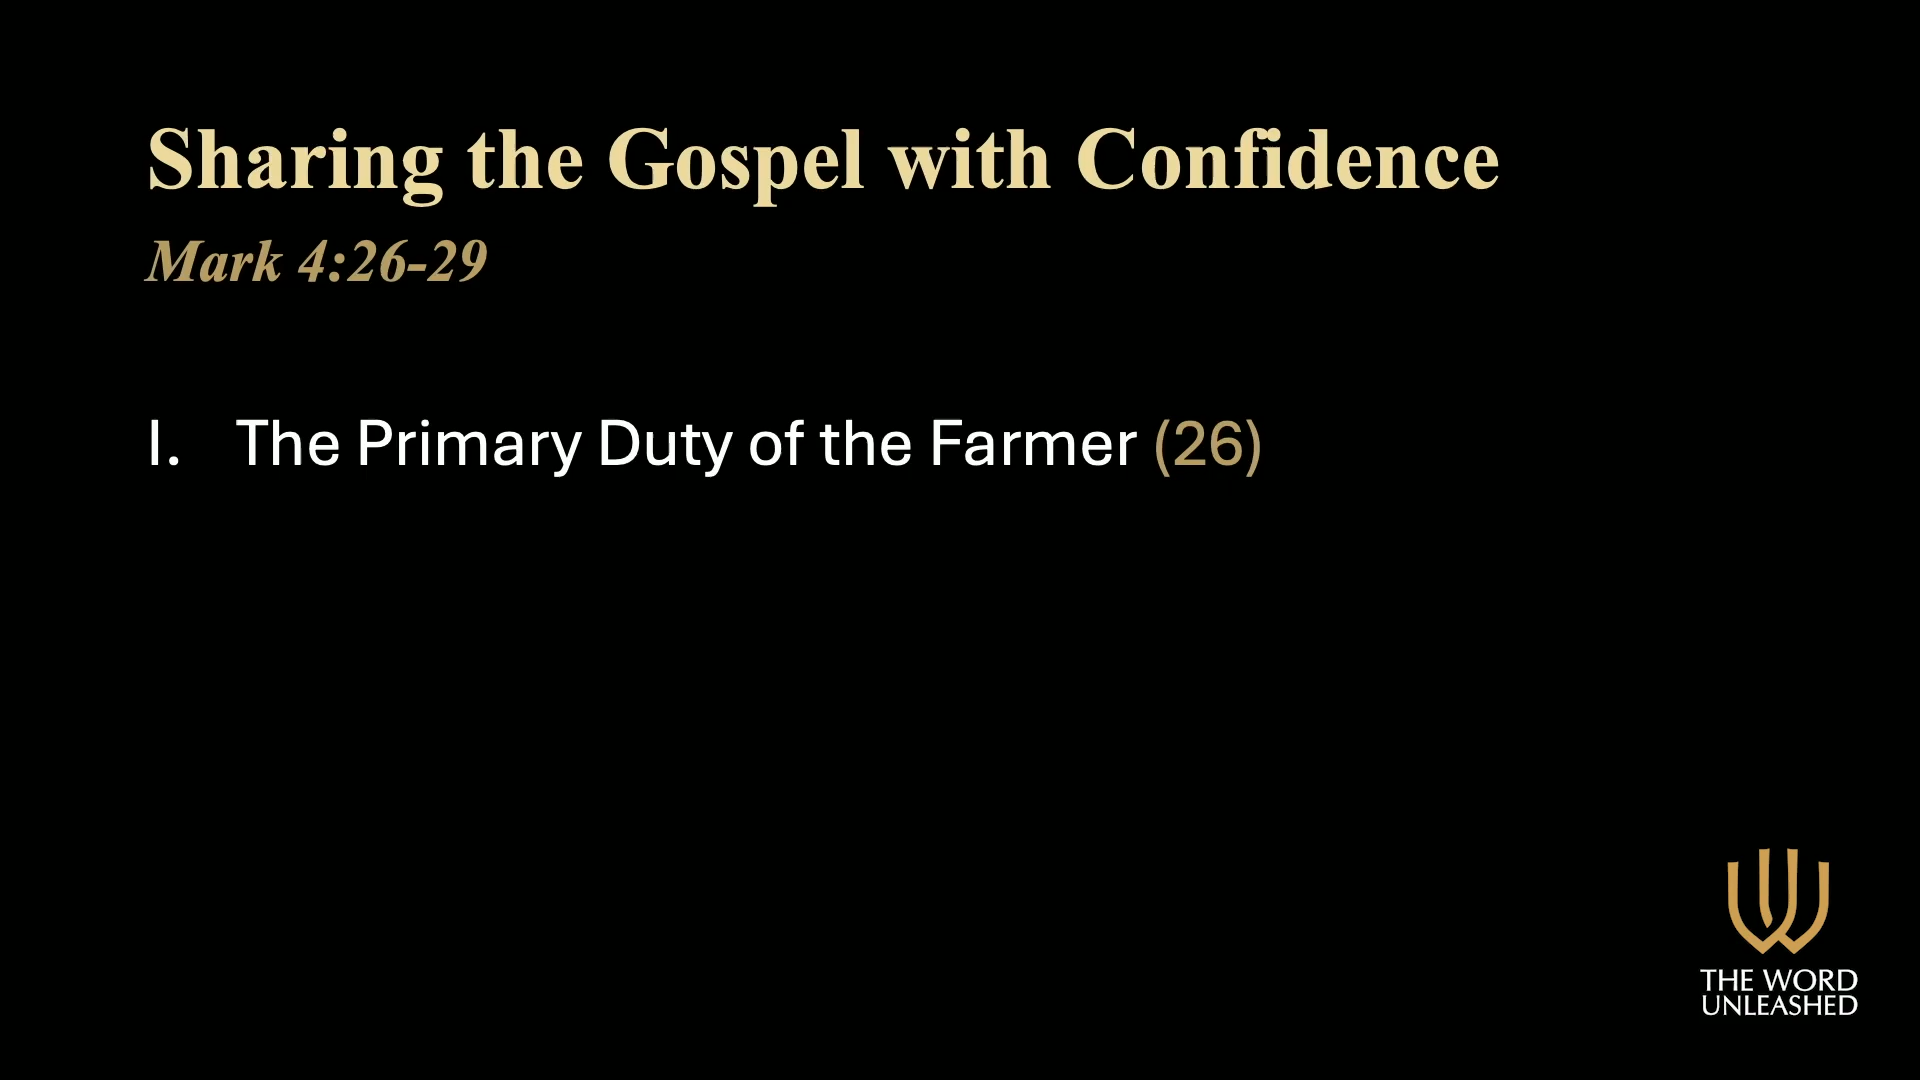 Sharing the Gospel with Confidence
Mark 4:26-29
I. The Primary Duty of the Farmer (26)
THE WORD
UNLEASHED